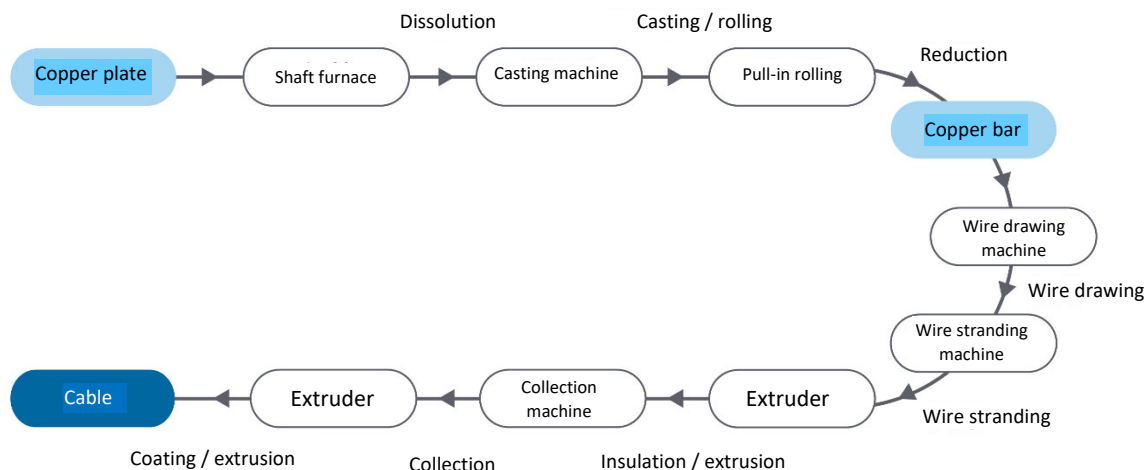 Dissolution
Casting / rolling
Reduction
Copper plate
Shaft furnace
Casting machine
Pull-in rolling
Copper bar
Wire drawing
machine
Wire drawing
Wire stranding
machine
Wire stranding
Extruder
Insulation / extrusion
Collection
machine
Collection
Extruder
Coating / extrusion
Cable